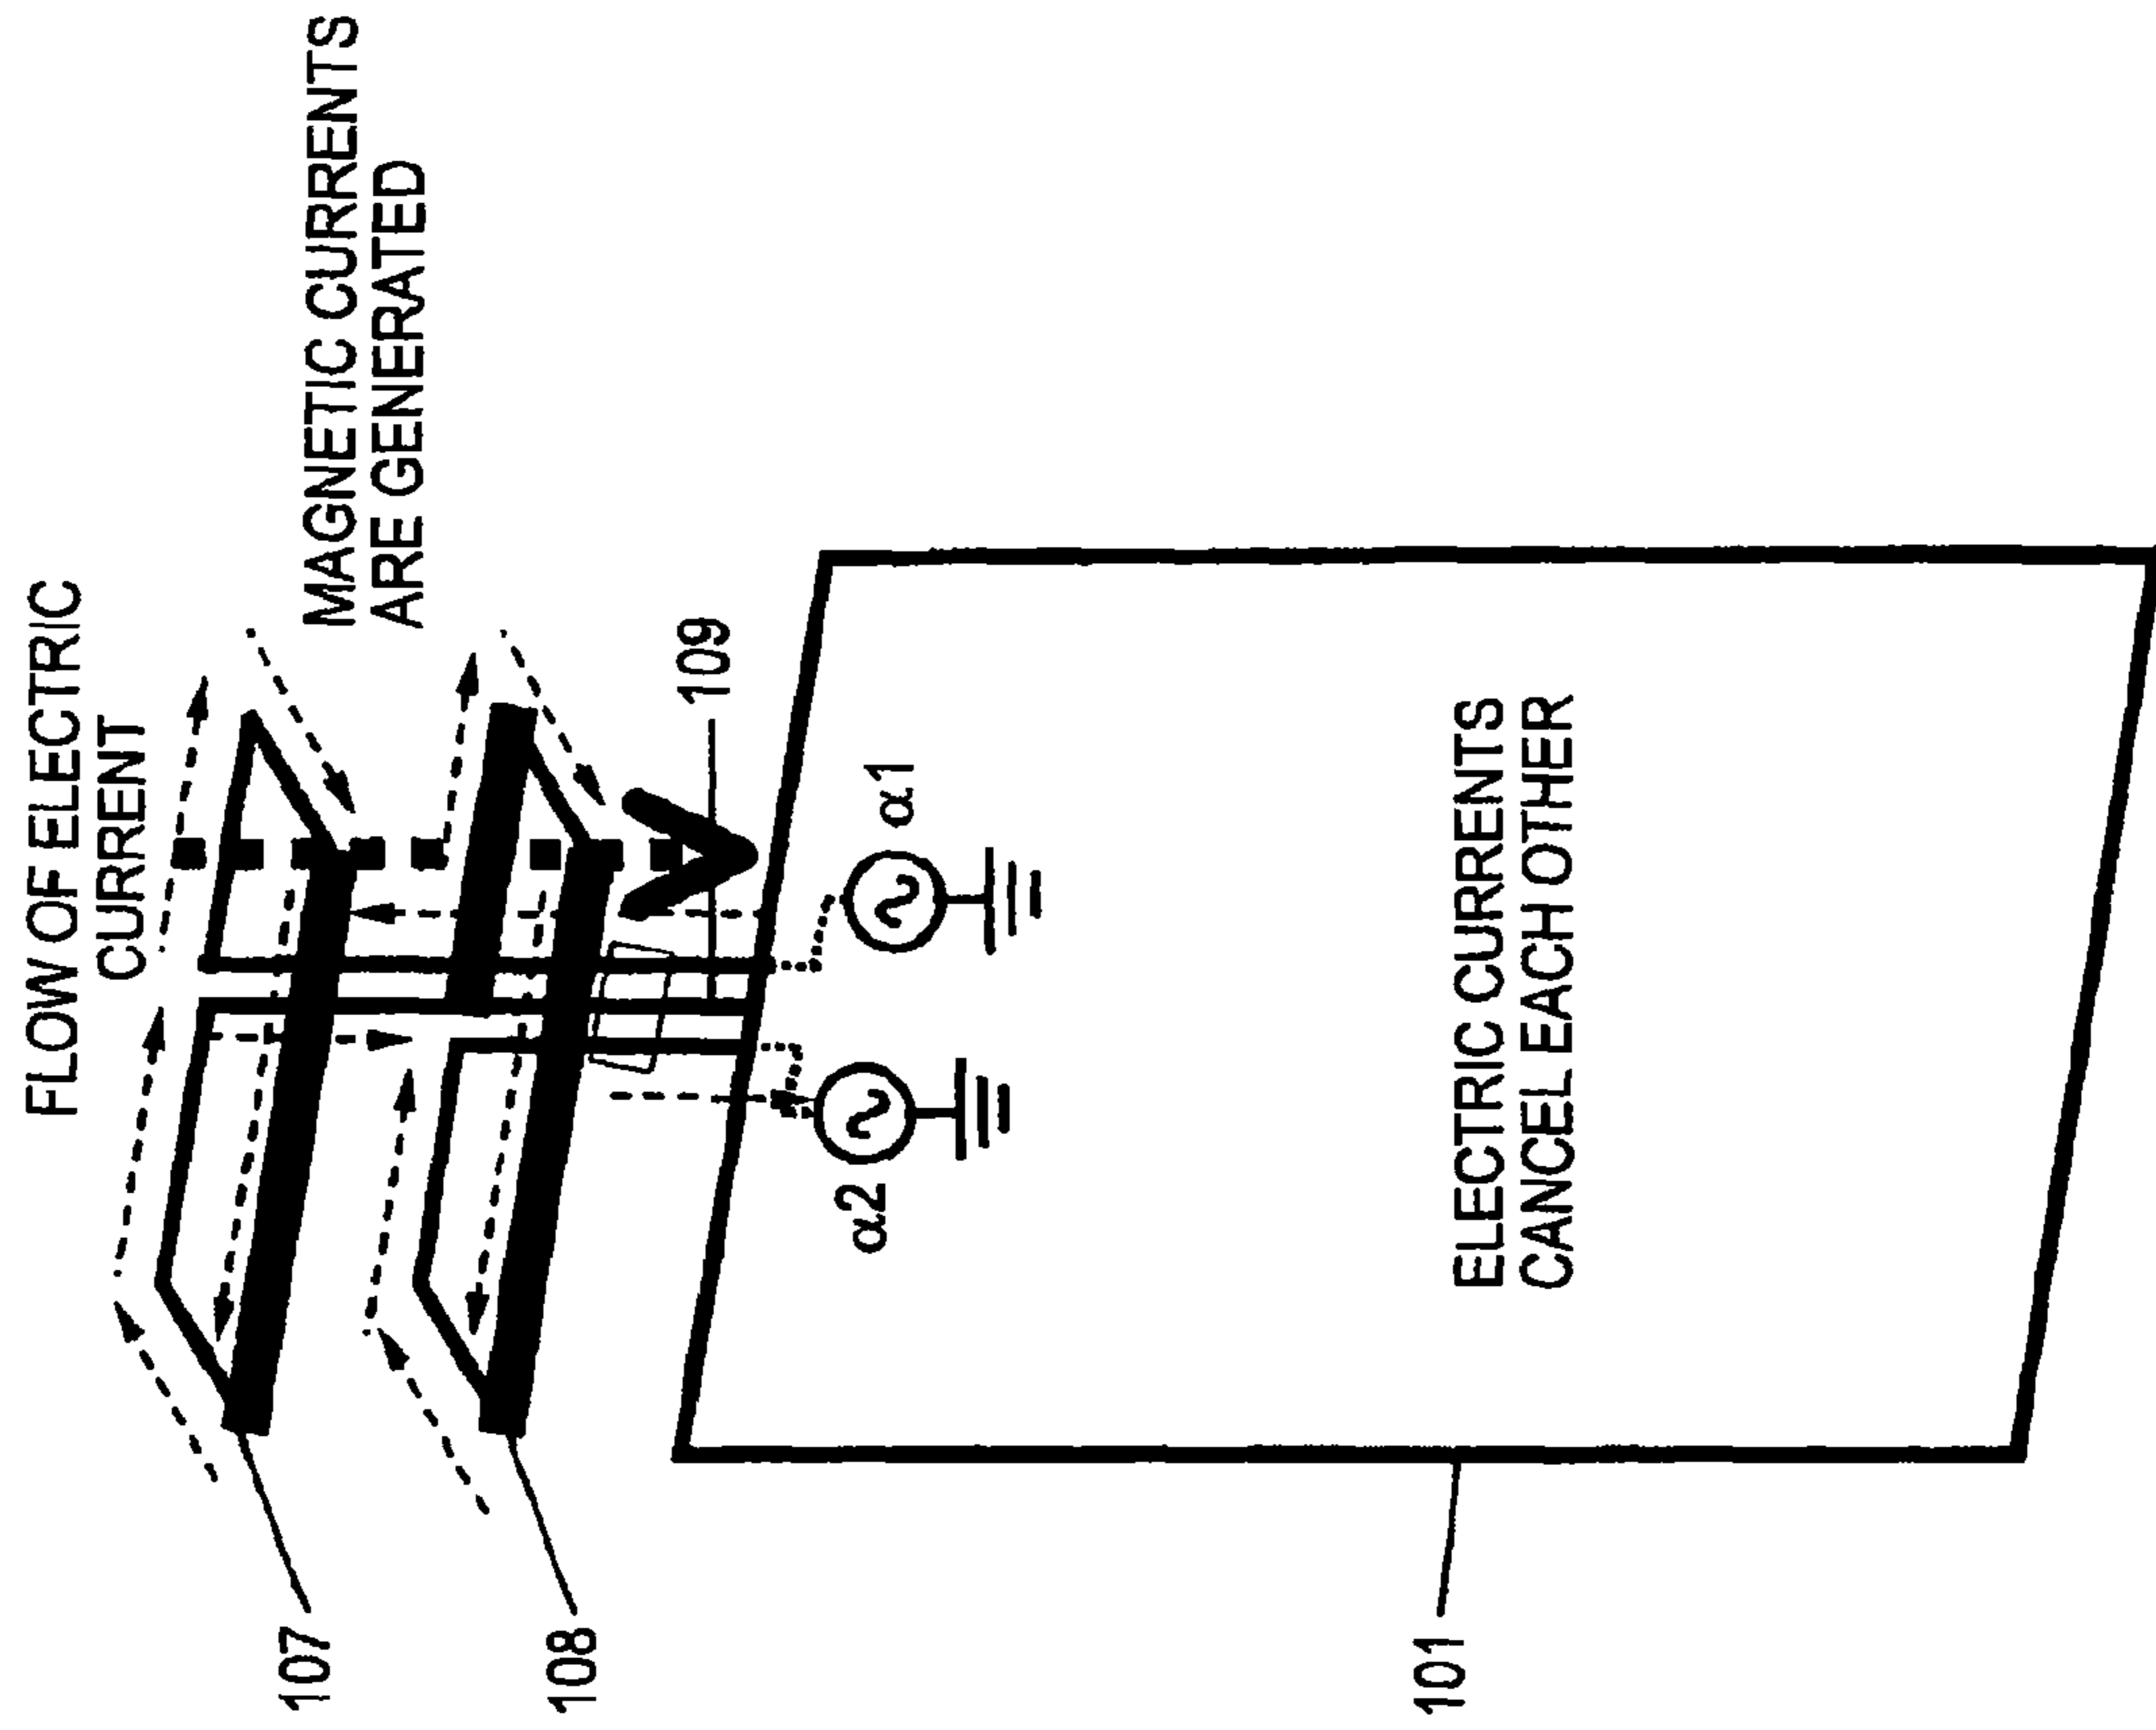 FLOW OF ELECTRIC
CURRENT
MAGNETIC CURRENTS
ARE GENERATED
107
108
109
α1
α2
ELECTRIC CURRENTS
CANCEL EACH OTHER
101